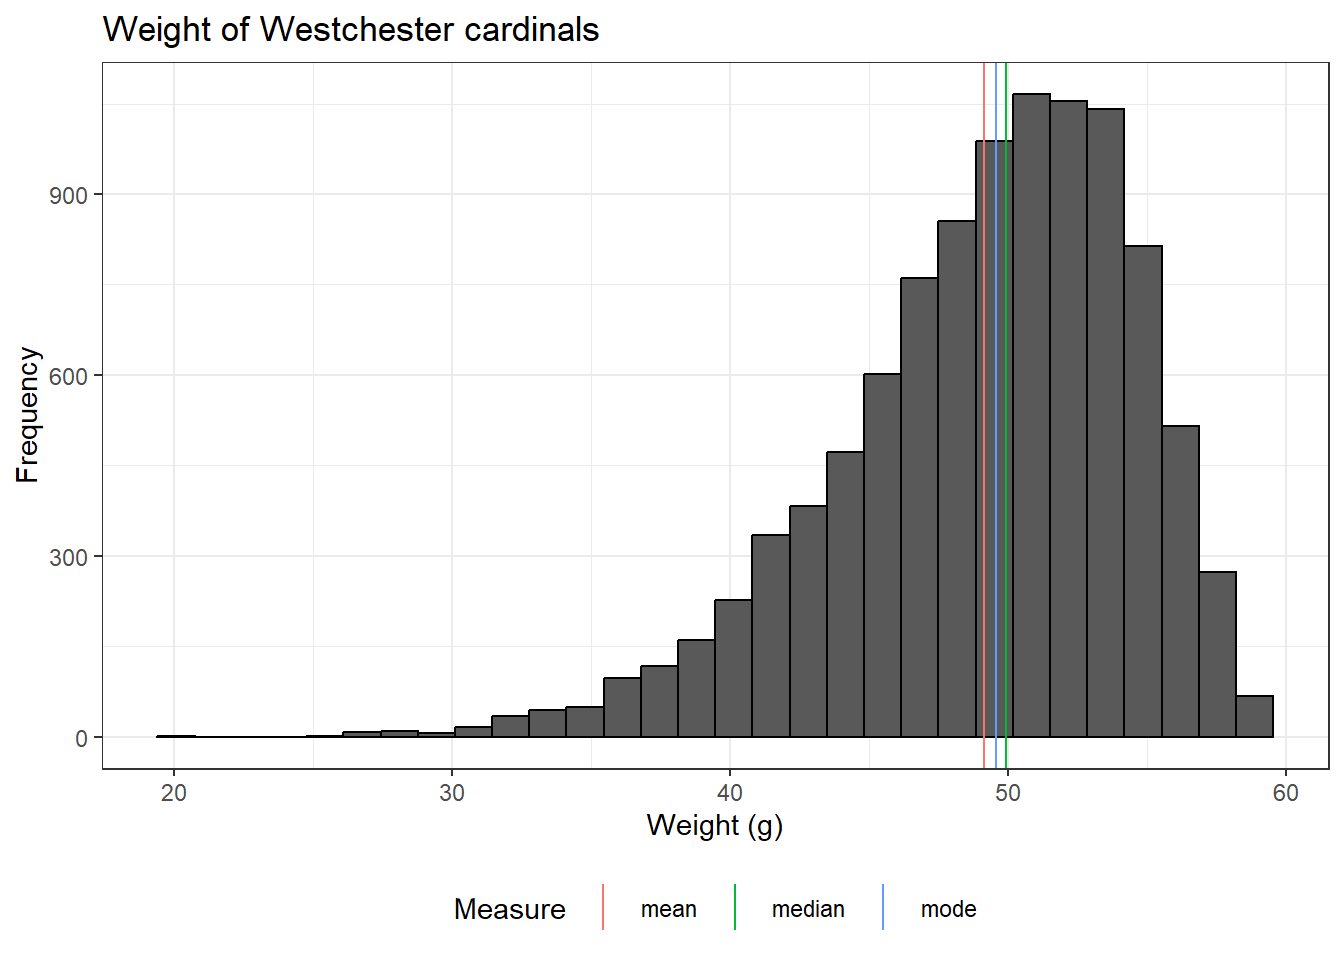 Weight of Westchester cardinals
Frequency
900
600
300
0
20 30 40 50 60
Weight (g)
Measure mean median mode